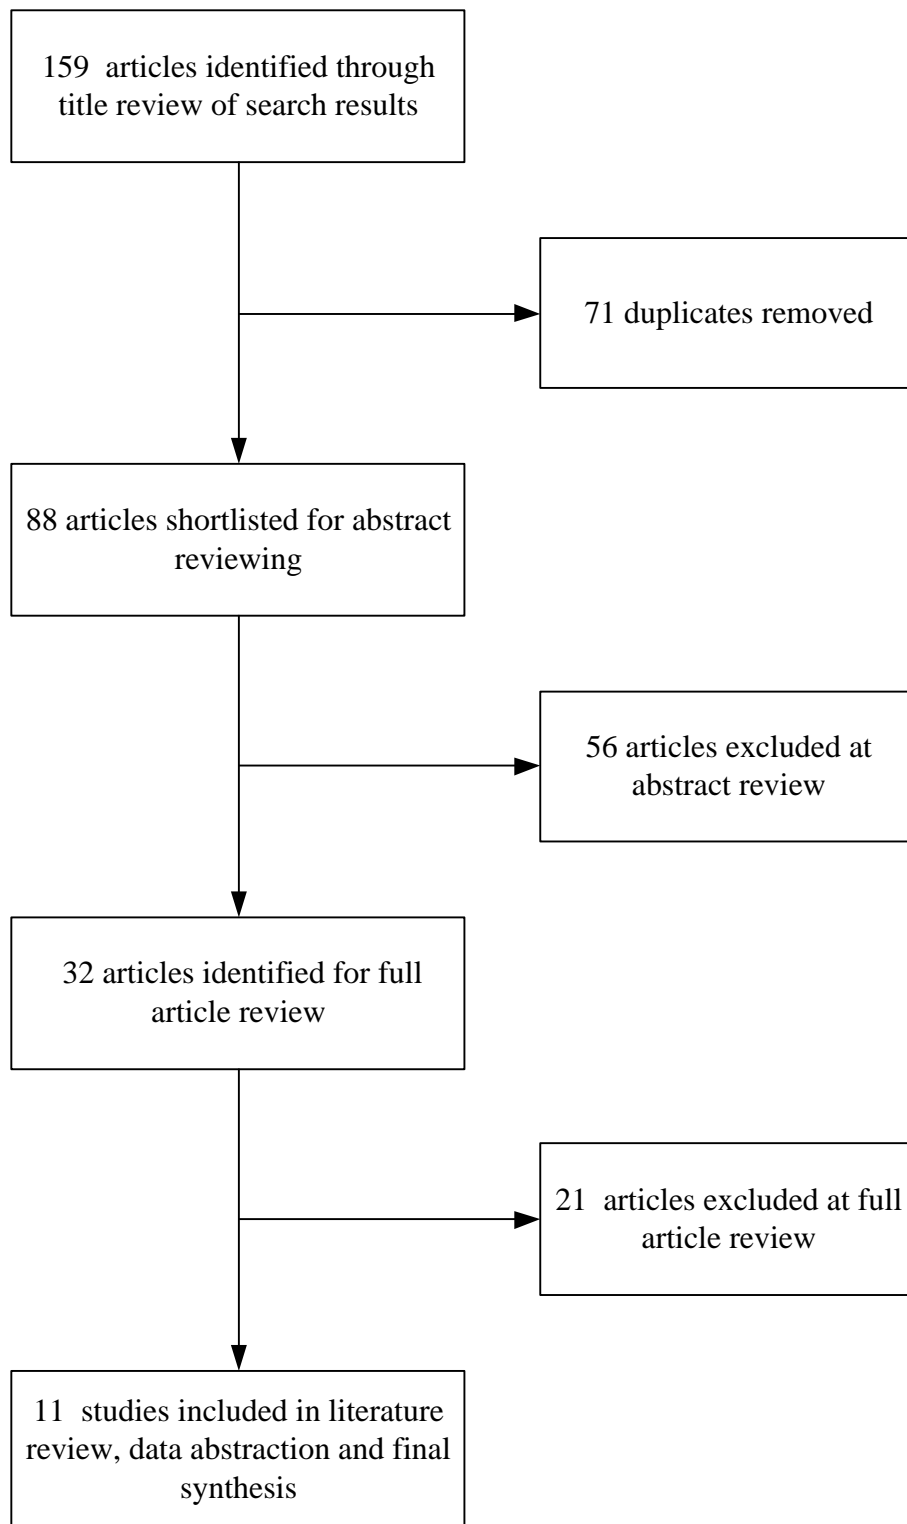 159  articles identified through
title review of search results
71 duplicates removed
88 articles shortlisted for abstract
reviewing
56 articles excluded at
abstract review
32 articles identified for full
article review
21  articles excluded at full
article review
11  studies included in literature
review, data abstraction and final
synthesis